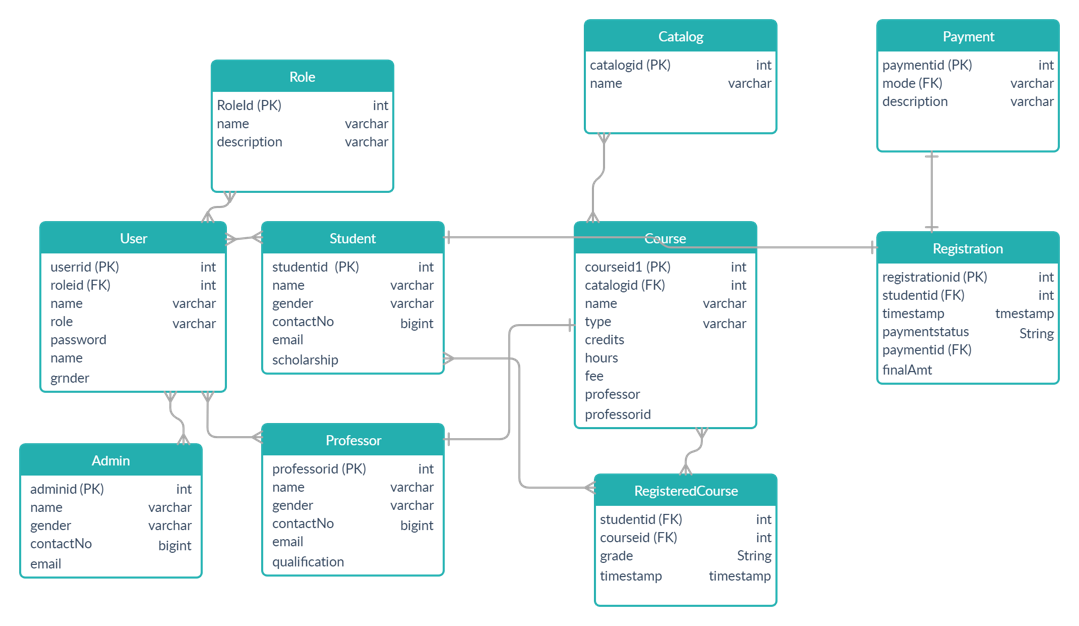 Role
RoleId (PK) int
name varchar
description varchar
Catalog
catalogid (PK) int
name varchar
Payment
paymentid (PK) int
mode (FK) varchar
description varchar
User
userrid (PK) int
roleid (FK) int
name varchar
role varchar
password
name
grnder
Student
studentid (PK) int
name varchar
gender varchar
contactNo bigint
email
scholarship
Course
courseid1 (PK) int
catalogid (FK) int
name varchar
type varchar
credits
hours
fee
professor
professorid
Registration
registrationid (PK) int
studentid (FK) int
timestamp tmestamp
paymentstatus String
paymentid (FK)
finalAmt
Admin
adminid (PK) int
name varchar
gender varchar
contactNo bigint
email
Professor
professorid (PK) int
name varchar
gender varchar
contactNo bigint
email
qualification
RegisteredCourse
studentid (FK) int
courseid (FK) int
grade String
timestamp timestamp